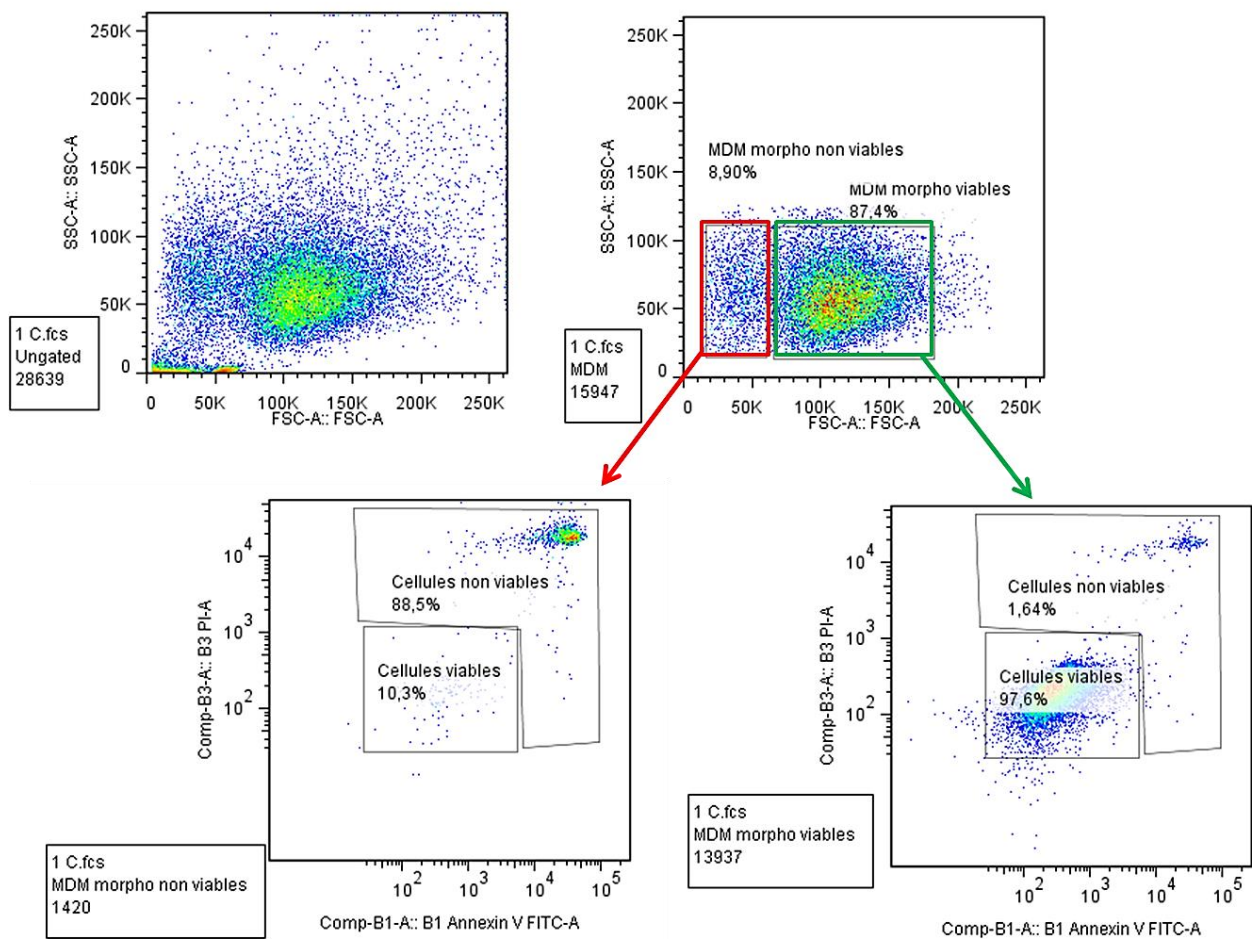 250K
200K
150K
100K
50K
0
SSC-A:: SSC-A
0 50K 100K 150K 200K 250K
FSC-A:: FSC-A
1 C.fcs
Ungated
28639
250K
200K
150K
100K
50K
0
SSC-A:: SSC-A
MDM morpho non viables
8,90%
MDM morpho viables
87,4%
0 50K 100K 150K 200K 250K
FSC-A:: FSC-A
1 C.fcs
MDM
15947
10^4
10^3
10^2
Comp-B3-A:: B3 PI-A
Cellules non viables
88,5%
Cellules viables
10,3%
10^2 10^3 10^4 10^5
Comp-B1-A:: B1 Annexin V FITC-A
1 C.fcs
MDM morpho non viables
1420
10^4
10^3
10^2
Comp-B3-A:: B3 PI-A
Cellules non viables
1,64%
Cellules viables
97,6%
10^2 10^3 10^4 10^5
Comp-B1-A:: B1 Annexin V FITC-A
1 C.fcs
MDM morpho viables
13937